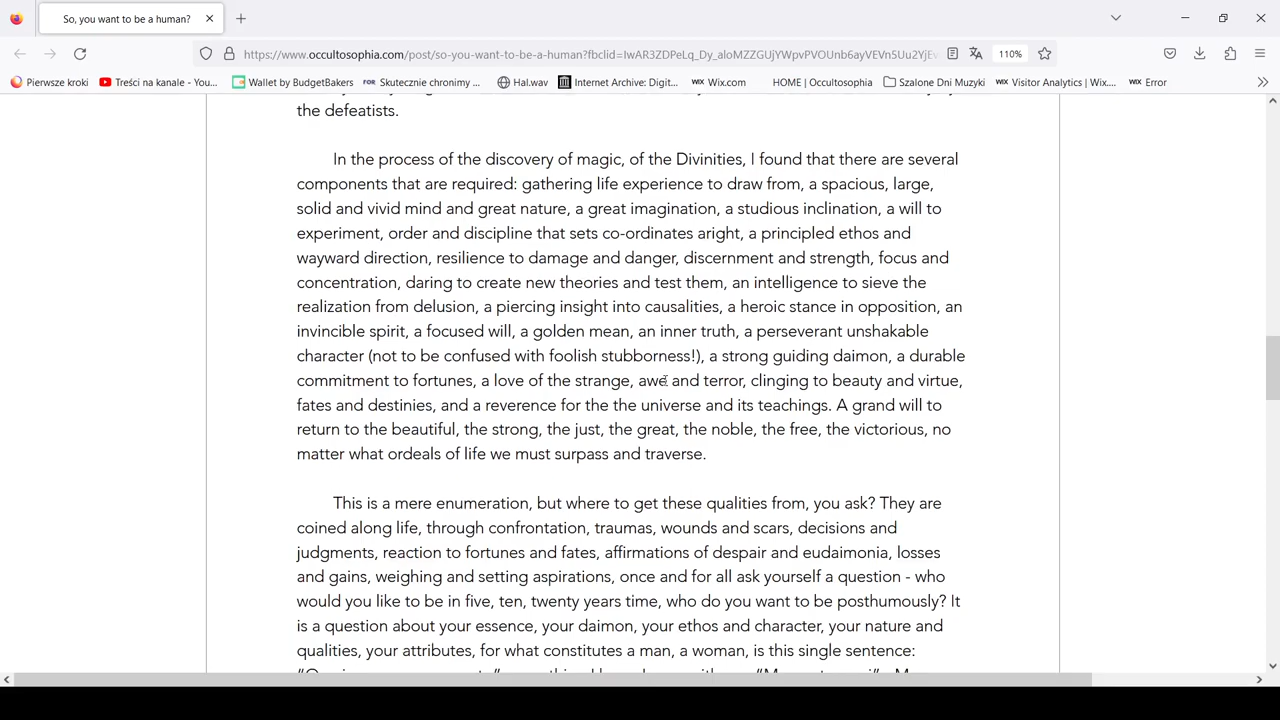 So, you want to be a human?
https://www.occultosophia.com/post/so-you-want-to-be-a-human?fbclid=IwAR3ZDPeLq_Dy_aloMZZGUjYWpvPVOUnb6ayVEVn5Uu2YjEv
110%
Pierwsze kroki
Treści na kanale - You...
Wallet by BudgetBakers
FOR Skutecznie chronimy ...
Hal.wav
Internet Archive: Digit...
WIX Wix.com
HOME | Occultosophia
Szalone Dni Muzyki
WIX Visitor Analytics | Wix....
WIX Error
the defeatists.
In the process of the discovery of magic, of the Divinities, I found that there are several
components that are required: gathering life experience to draw from, a spacious, large,
solid and vivid mind and great nature, a great imagination, a studious inclination, a will to
experiment, order and discipline that sets co-ordinates aright, a principled ethos and
wayward direction, resilience to damage and danger, discernment and strength, focus and
concentration, daring to create new theories and test them, an intelligence to sieve the
realization from delusion, a piercing insight into causalities, a heroic stance in opposition, an
invincible spirit, a focused will, a golden mean, an inner truth, a perseverant unshakable
character (not to be confused with foolish stubborness!), a strong guiding daimon, a durable
commitment to fortunes, a love of the strange, awe and terror, clinging to beauty and virtue,
fates and destinies, and a reverence for the the universe and its teachings. A grand will to
return to the beautiful, the strong, the just, the great, the noble, the free, the victorious, no
matter what ordeals of life we must surpass and traverse.
This is a mere enumeration, but where to get these qualities from, you ask? They are
coined along life, through confrontation, traumas, wounds and scars, decisions and
judgments, reaction to fortunes and fates, affirmations of despair and eudaimonia, losses
and gains, weighing and setting aspirations, once and for all ask yourself a question - who
would you like to be in five, ten, twenty years time, who do you want to be posthumously? It
is a question about your essence, your daimon, your ethos and character, your nature and
qualities, your attributes, for what constitutes a man, a woman, is this single sentence: